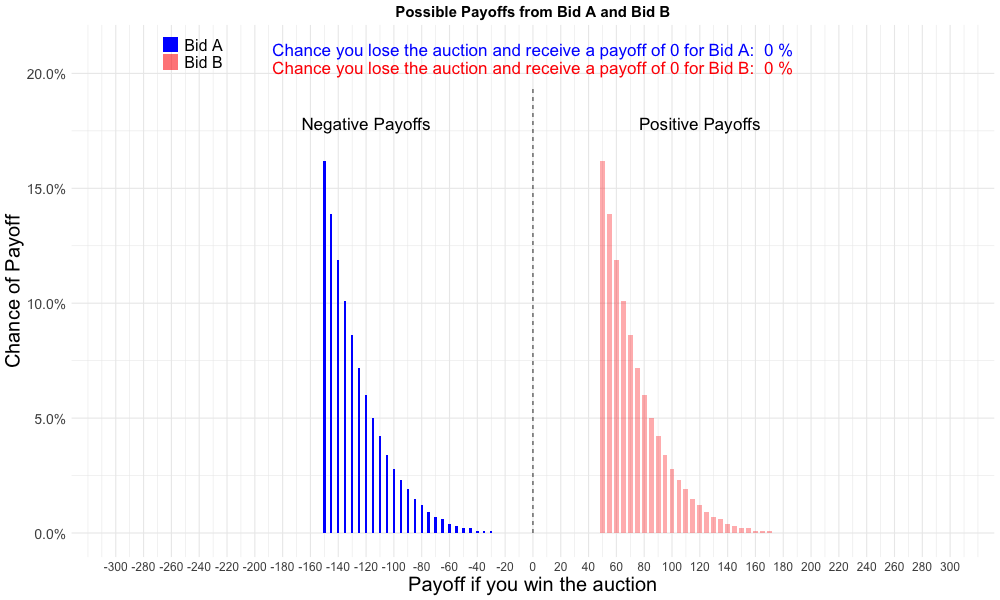 Possible Payoffs from Bid A and Bid B
Bid A
Bid B
Chance you lose the auction and receive a payoff of 0 for Bid A:  0 %
Chance you lose the auction and receive a payoff of 0 for Bid B:  0 %
Negative Payoffs
Positive Payoffs
Chance of Payoff
20.0%
15.0%
10.0%
5.0%
0.0%
-300 -280 -260 -240 -220 -200 -180 -160 -140 -120 -100 -80 -60 -40 -20 0 20 40 60 80 100 120 140 160 180 200 220 240 260 280 300
Payoff if you win the auction